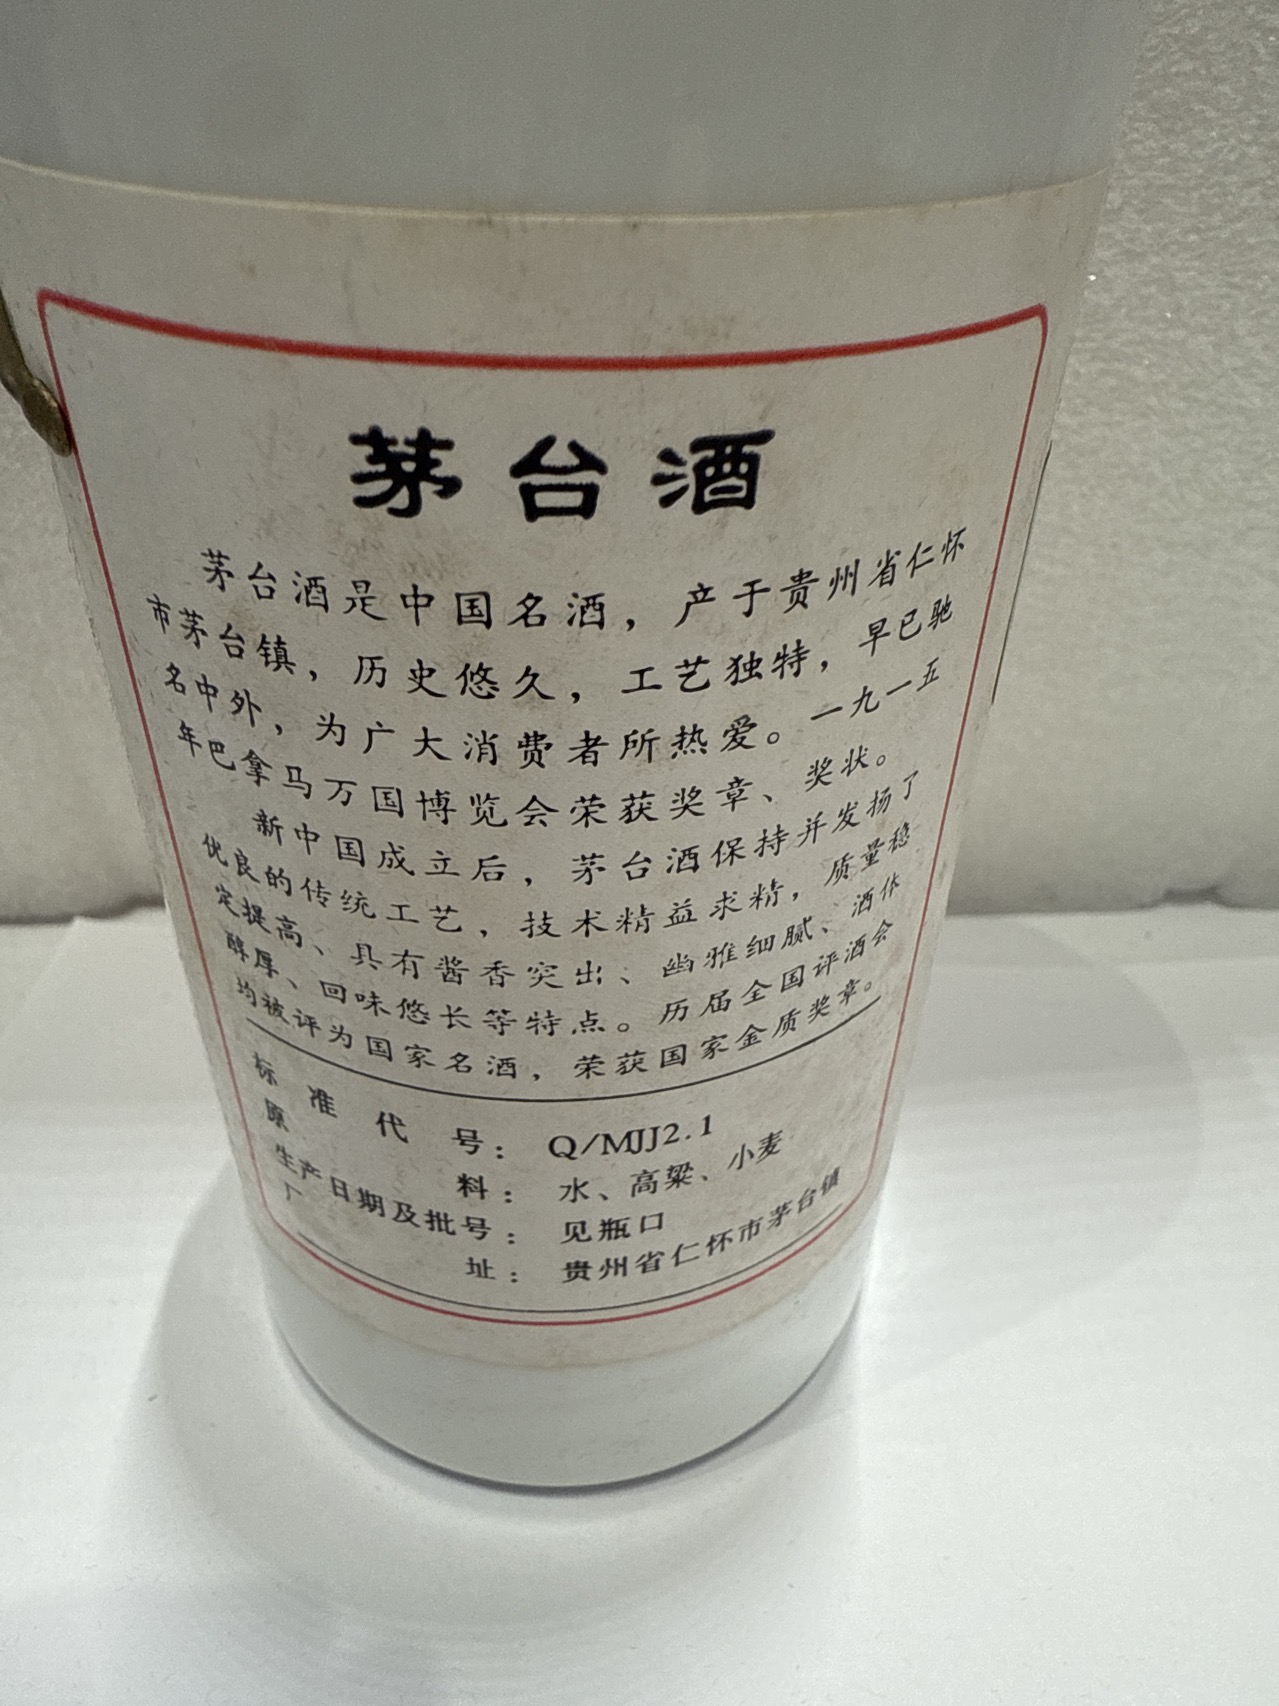 茅台酒
茅台酒是中国名酒，产于贵州省仁怀
市茅台镇，历史悠久，工艺独特，早已驰
名中外，为广大消费者所热爱。一九一五
年巴拿马万国博览会荣获奖章、奖状。
新中国成立后，茅台酒保持并发扬了
优良的传统工艺，技术精益求精，质量稳
定提高、具有酱香突出、幽雅细腻、酒体
醇厚、回味悠长等特点。历届全国评酒会
均被评为国家名酒，荣获国家金质奖章。
标准代号：Q/MJJ2.1
原料：水、高粱、小麦
生产日期及批号：见瓶口
厂址：贵州省仁怀市茅台镇